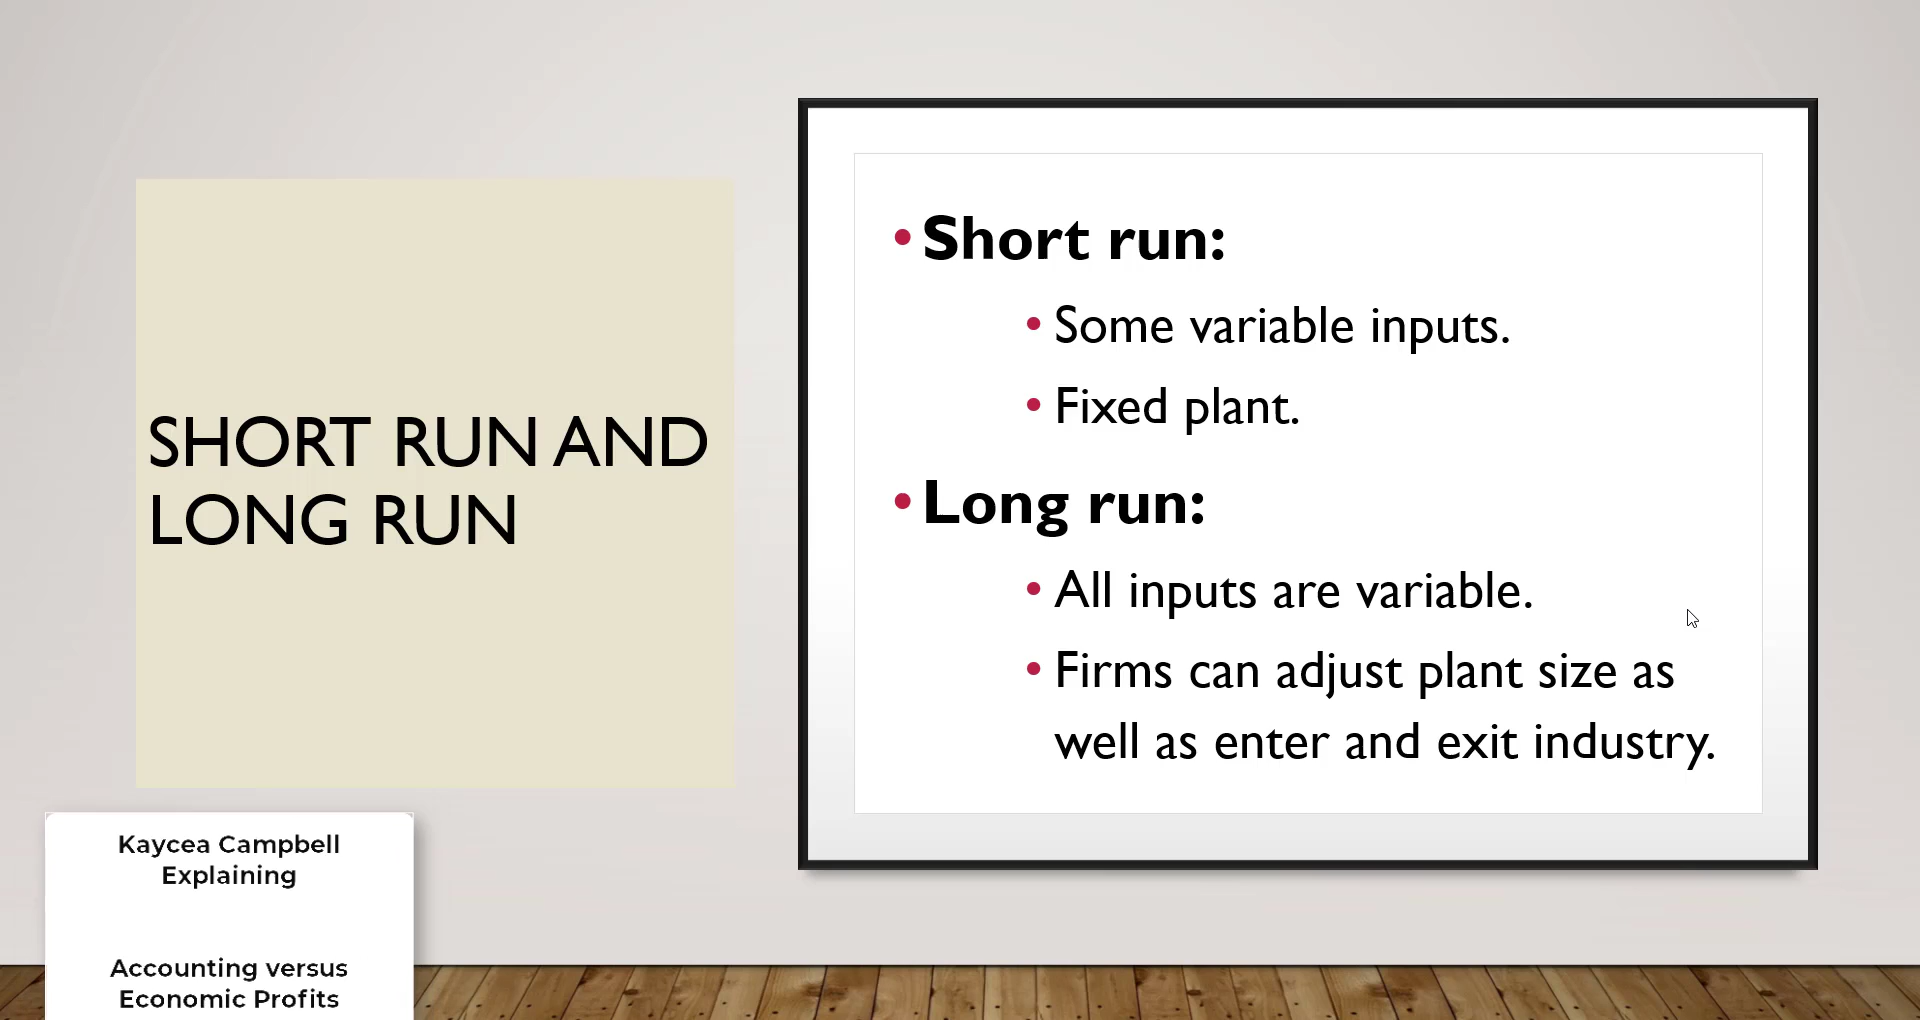 SHORT RUN AND
LONG RUN
• Short run:
• Some variable inputs.
• Fixed plant.
• Long run:
• All inputs are variable.
• Firms can adjust plant size as
well as enter and exit industry.
Kaycea Campbell
Explaining
Accounting versus
Economic Profits